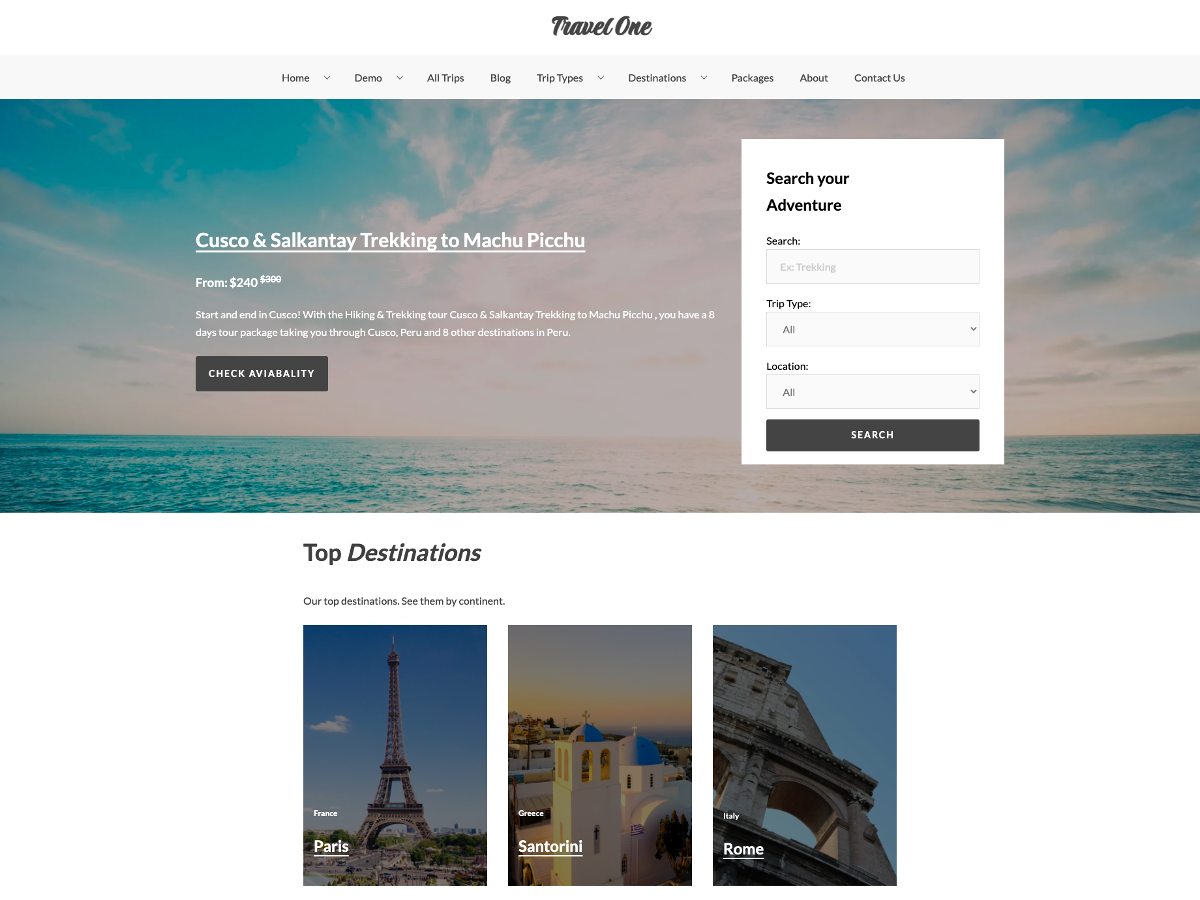 Travel One
Home
Demo
All Trips
Blog
Trip Types
Destinations
Packages
About
Contact Us
Cusco & Salkantay Trekking to Machu Picchu
From: $240 $300
Start and end in Cusco! With the Hiking & Trekking tour Cusco & Salkantay Trekking to Machu Picchu , you have a 8
days tour package taking you through Cusco, Peru and 8 other destinations in Peru.
CHECK AVIABALITY
Search your
Adventure
Search:
Ex: Trekking
Trip Type:
All
Location:
All
SEARCH
Top Destinations
Our top destinations. See them by continent.
France
Paris
Greece
Santorini
Italy
Rome